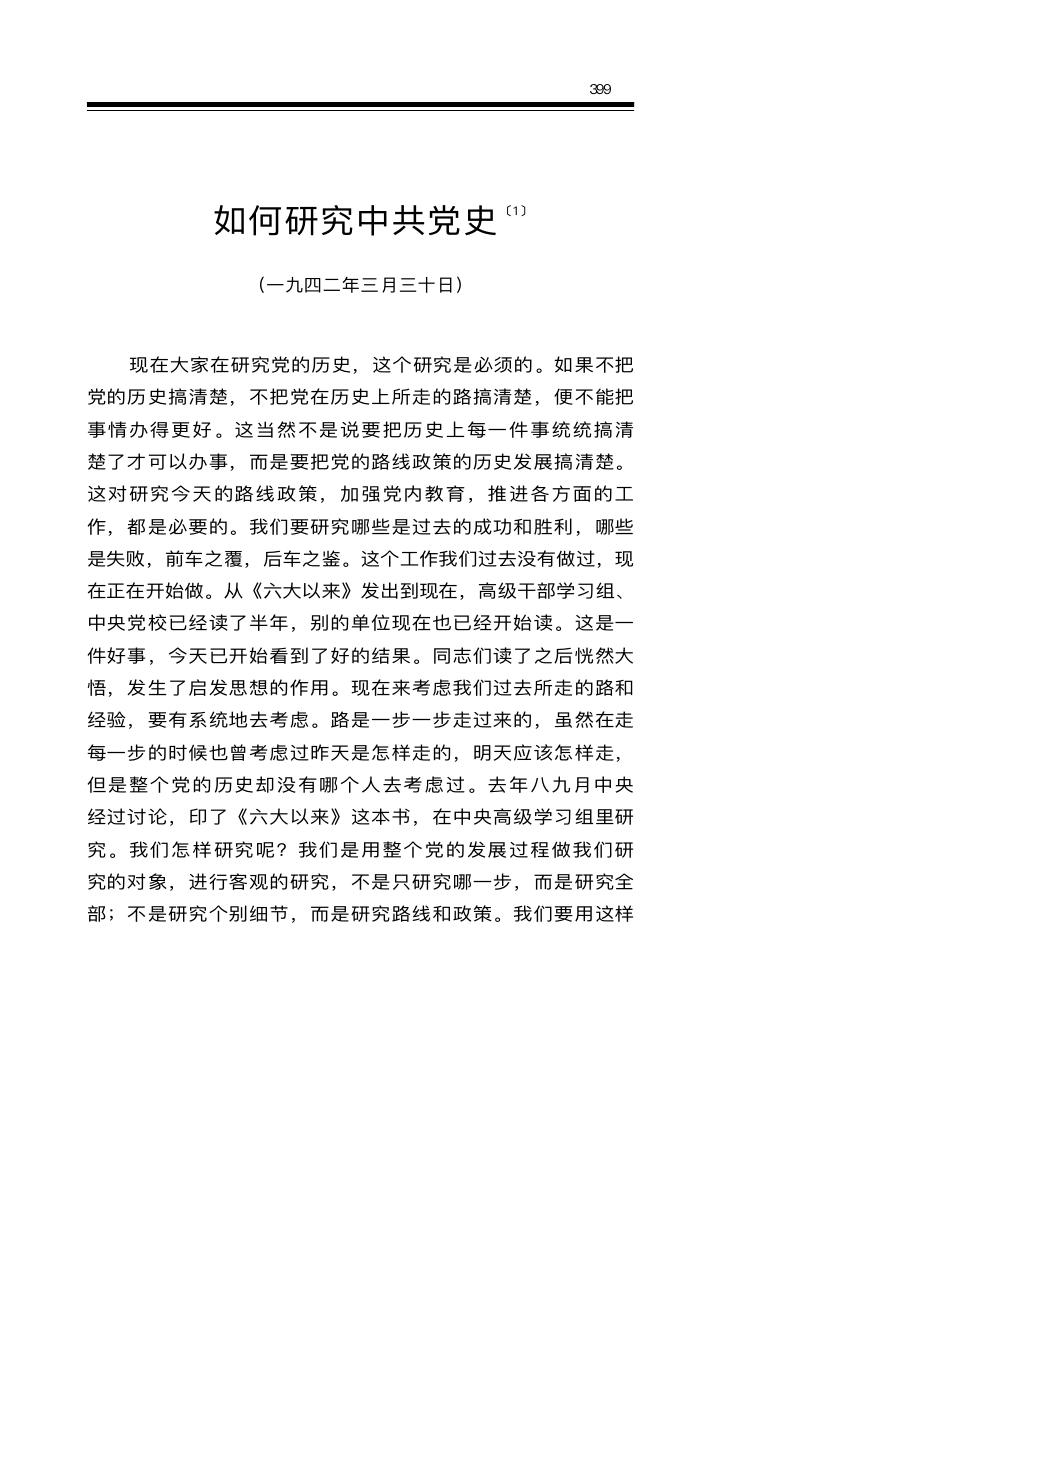 399
如何研究中共党史〔1〕
（一九四二年三月三十日）
现在大家在研究党的历史，这个研究是必须的。如果不把
党的历史搞清楚，不把党在历史上所走的路搞清楚，便不能把
事情办得更好。这当然不是说要把历史上每一件事统统搞清
楚了才可以办事，而是要把党的路线政策的历史发展搞清楚。
这对研究今天的路线政策，加强党内教育，推进各方面的工
作，都是必要的。我们要研究哪些是过去的成功和胜利，哪些
是失败，前车之覆，后车之鉴。这个工作我们过去没有做过，现
在正在开始做。从《六大以来》发出到现在，高级干部学习组、
中央党校已经读了半年，别的单位现在也已经开始读。这是一
件好事，今天已开始看到了好的结果。同志们读了之后恍然大
悟，发生了启发思想的作用。现在来考虑我们过去所走的路和
经验，要有系统地去考虑。路是一步一步走过来的，虽然在走
每一步的时候也曾考虑过昨天是怎样走的，明天应该怎样走，
但是整个党的历史却没有哪个人去考虑过。去年八九月中央
经过讨论，印了《六大以来》这本书，在中央高级学习组里研
究。我们怎样研究呢？我们是用整个党的发展过程做我们研
究的对象，进行客观的研究，不是只研究哪一步，而是研究全
部；不是研究个别细节，而是研究路线和政策。我们要用这样